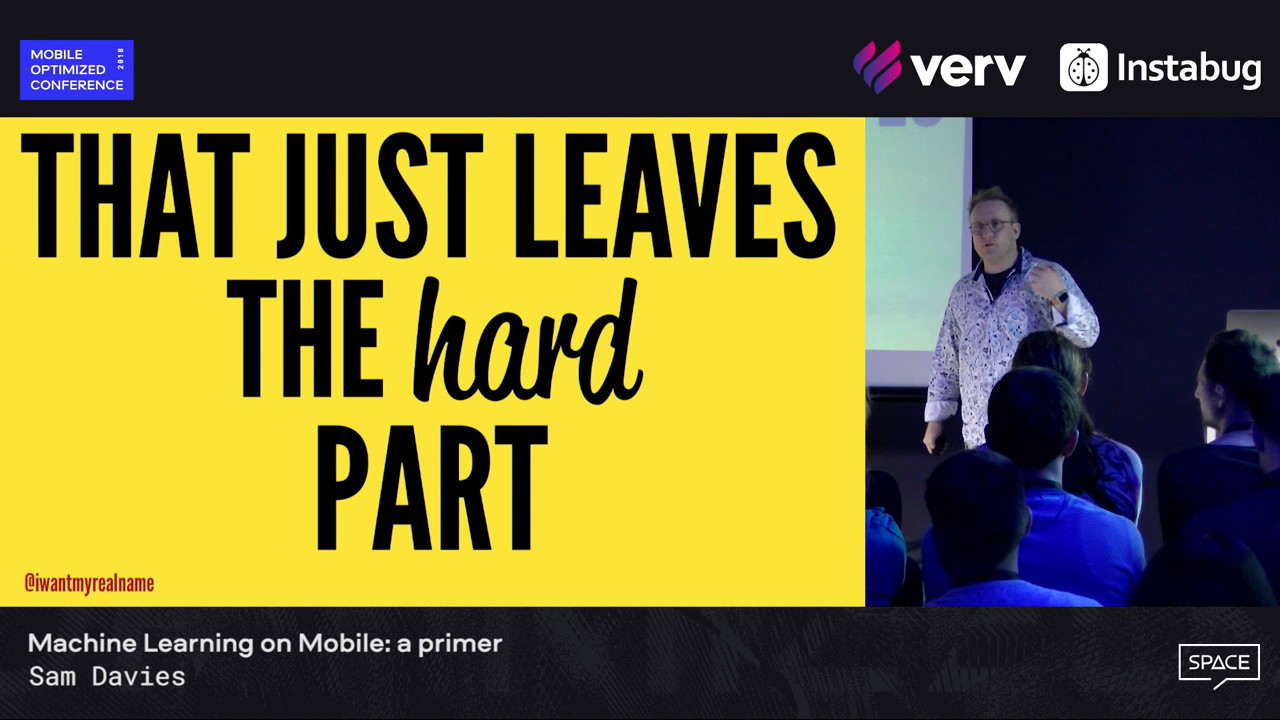 MOBILE
OPTIMIZED
CONFERENCE
2018
verv
Instabug
THAT JUST LEAVES
THE hard
PART
@iwantmyrealname
Machine Learning on Mobile: a primer
Sam Davies
SPACE